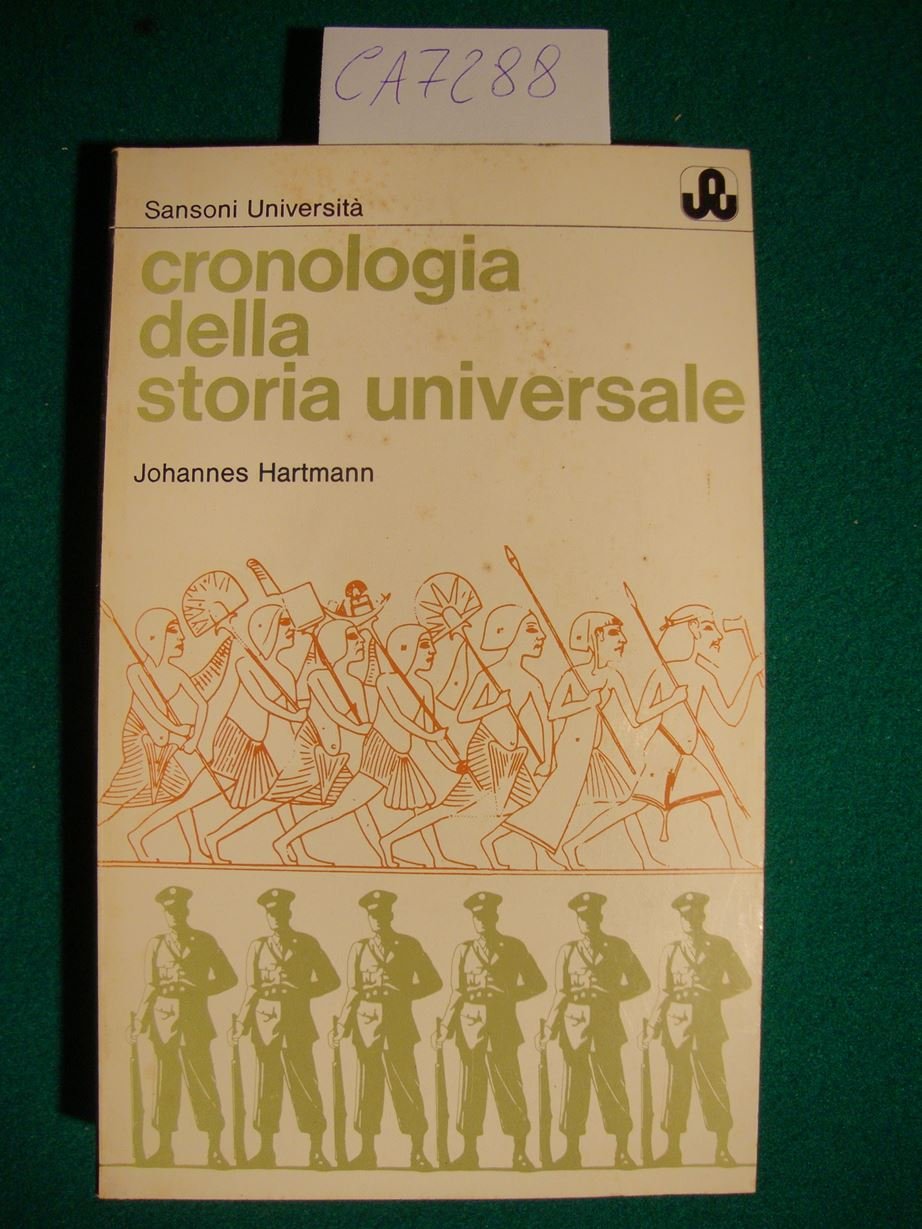 CA7288
Sansoni Università
cronologia
della
storia universale
Johannes Hartmann